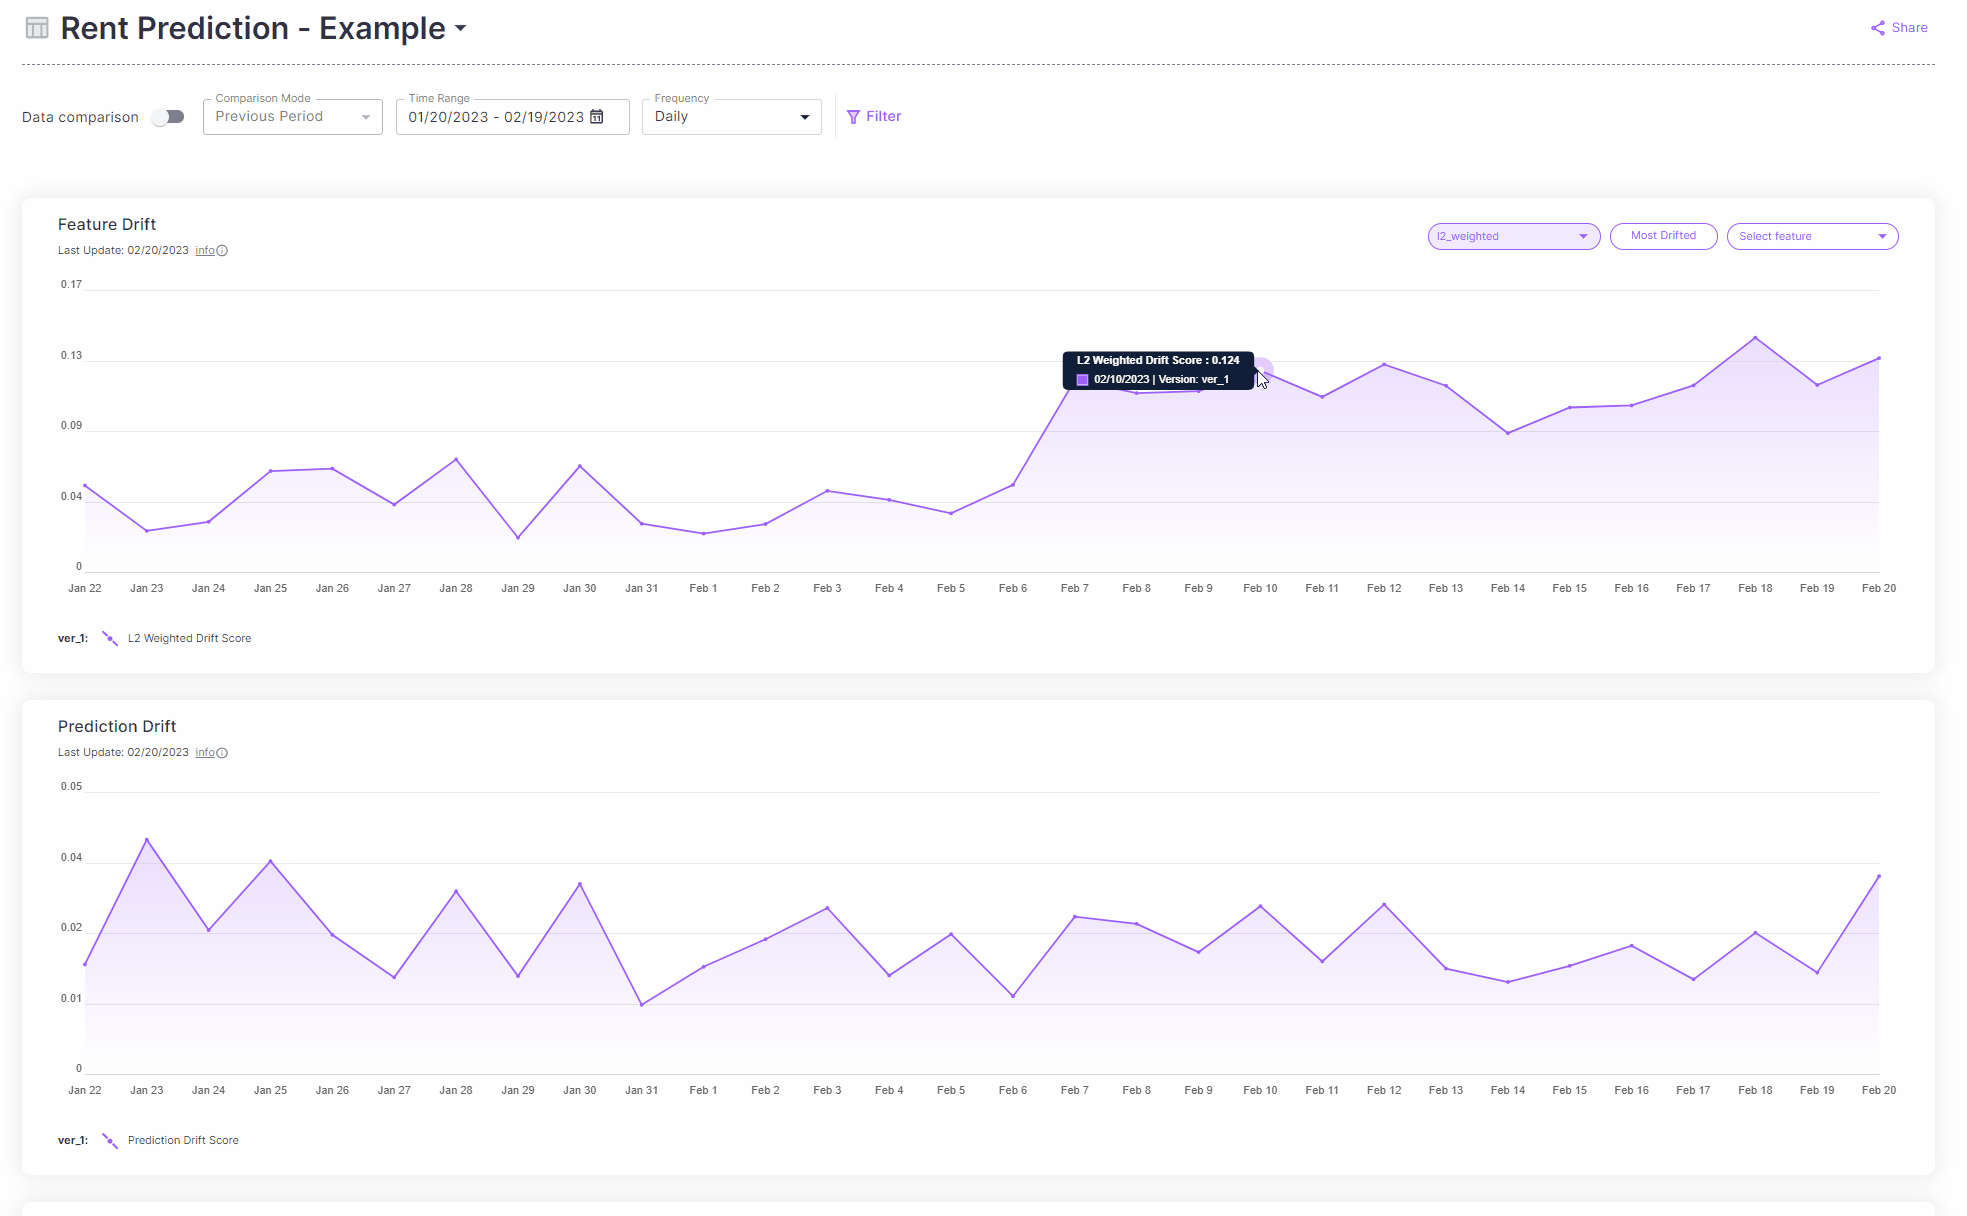 Rent Prediction - Example
Share
Data comparison
Comparison Mode
Previous Period
Time Range
01/20/2023 - 02/19/2023
11
Frequency
Daily
Filter
Feature Drift
Last Update: 02/20/2023 info
l2_weighted
Most Drifted
Select feature
0.17
0.13
0.09
0.04
0
L2 Weighted Drift Score : 0.124
02/10/2023 | Version: ver_1
Jan 22 Jan 23 Jan 24 Jan 25 Jan 26 Jan 27 Jan 28 Jan 29 Jan 30 Jan 31 Feb 1 Feb 2 Feb 3 Feb 4 Feb 5 Feb 6 Feb 7 Feb 8 Feb 9 Feb 10 Feb 11 Feb 12 Feb 13 Feb 14 Feb 15 Feb 16 Feb 17 Feb 18 Feb 19 Feb 20
ver_1: L2 Weighted Drift Score
Prediction Drift
Last Update: 02/20/2023 info
0.05
0.04
0.02
0.01
0
Jan 22 Jan 23 Jan 24 Jan 25 Jan 26 Jan 27 Jan 28 Jan 29 Jan 30 Jan 31 Feb 1 Feb 2 Feb 3 Feb 4 Feb 5 Feb 6 Feb 7 Feb 8 Feb 9 Feb 10 Feb 11 Feb 12 Feb 13 Feb 14 Feb 15 Feb 16 Feb 17 Feb 18 Feb 19 Feb 20
ver_1: Prediction Drift Score